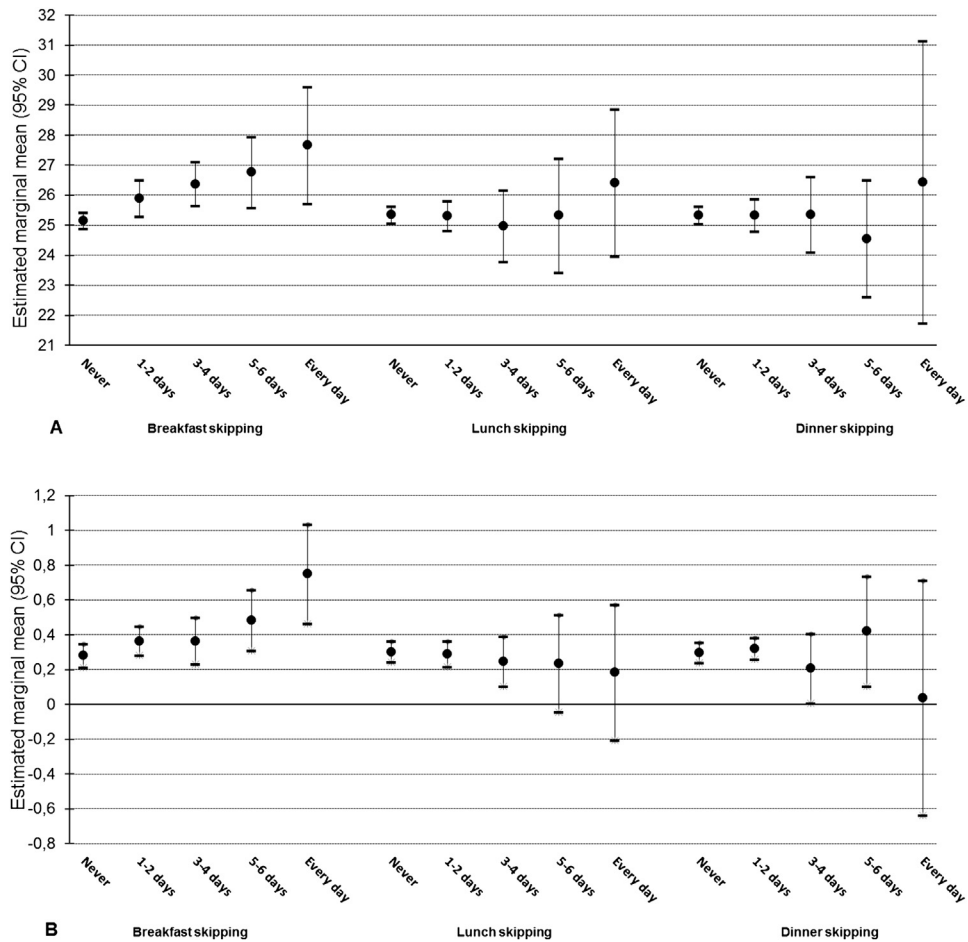 Estimated marginal mean (95% CI)
32
31
30
29
28
27
26
25
24
23
22
21
Never
1-2 days
3-4 days
5-6 days
Every day
Never
1-2 days
3-4 days
5-6 days
Every day
Never
1-2 days
3-4 days
5-6 days
Every day
A
Breakfast skipping
Lunch skipping
Dinner skipping
Estimated marginal mean (95% CI)
1,2
1
0,8
0,6
0,4
0,2
0
-0,2
-0,4
-0,6
-0,8
Never
1-2 days
3-4 days
5-6 days
Every day
Never
1-2 days
3-4 days
5-6 days
Every day
Never
1-2 days
3-4 days
5-6 days
Every day
B
Breakfast skipping
Lunch skipping
Dinner skipping